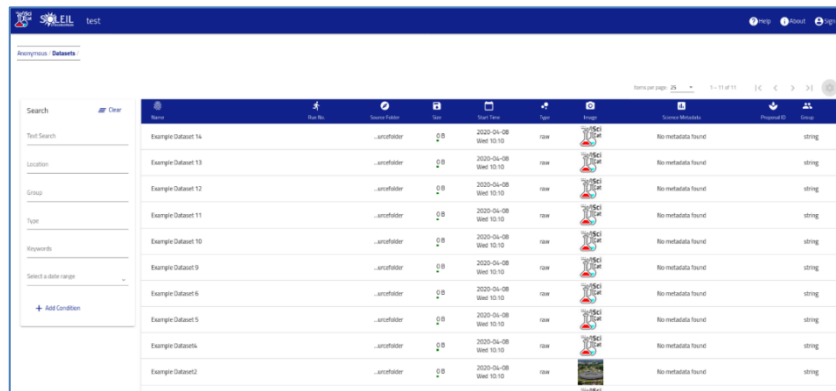 SOLEIL test
Help About Sign
Anonymous / Datasets /
Items per page: 25 1 – 11 of 11
Search Clear
Text Search
Location
Group
Type
Keywords
Select a date range
+ Add Condition
Name Run No. Source Folder Size Start Time Type Image Science Metadata Proposal ID Group
Example Dataset 14 ...urcefolder 0 B 2020-04-08 Wed 10:10 raw SciCat No metadata found string
Example Dataset 13 ...urcefolder 0 B 2020-04-08 Wed 10:10 raw SciCat No metadata found string
Example Dataset 12 ...urcefolder 0 B 2020-04-08 Wed 10:10 raw SciCat No metadata found string
Example Dataset 11 ...urcefolder 0 B 2020-04-08 Wed 10:10 raw SciCat No metadata found string
Example Dataset 10 ...urcefolder 0 B 2020-04-08 Wed 10:10 raw SciCat No metadata found string
Example Dataset 9 ...urcefolder 0 B 2020-04-08 Wed 10:10 raw SciCat No metadata found string
Example Dataset 6 ...urcefolder 0 B 2020-04-08 Wed 10:10 raw SciCat No metadata found string
Example Dataset 5 ...urcefolder 0 B 2020-04-08 Wed 10:10 raw SciCat No metadata found string
Example Dataset4 ...urcefolder 0 B 2020-04-08 Wed 10:10 raw SciCat No metadata found string
Example Dataset2 ...urcefolder 0 B 2020-04-08 Wed 10:10 raw No metadata found string